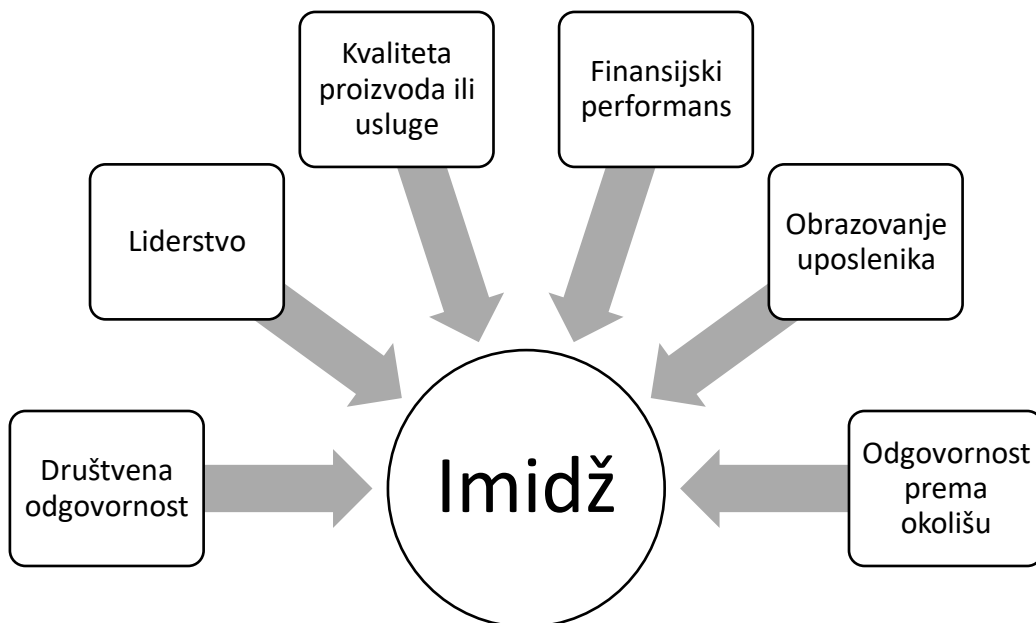 Kvaliteta
proizvoda ili
usluge
Finansijski
performans
Liderstvo
Obrazovanje
uposlenika
Društvena
odgovornost
Imidž
Odgovornost
prema
okolišu